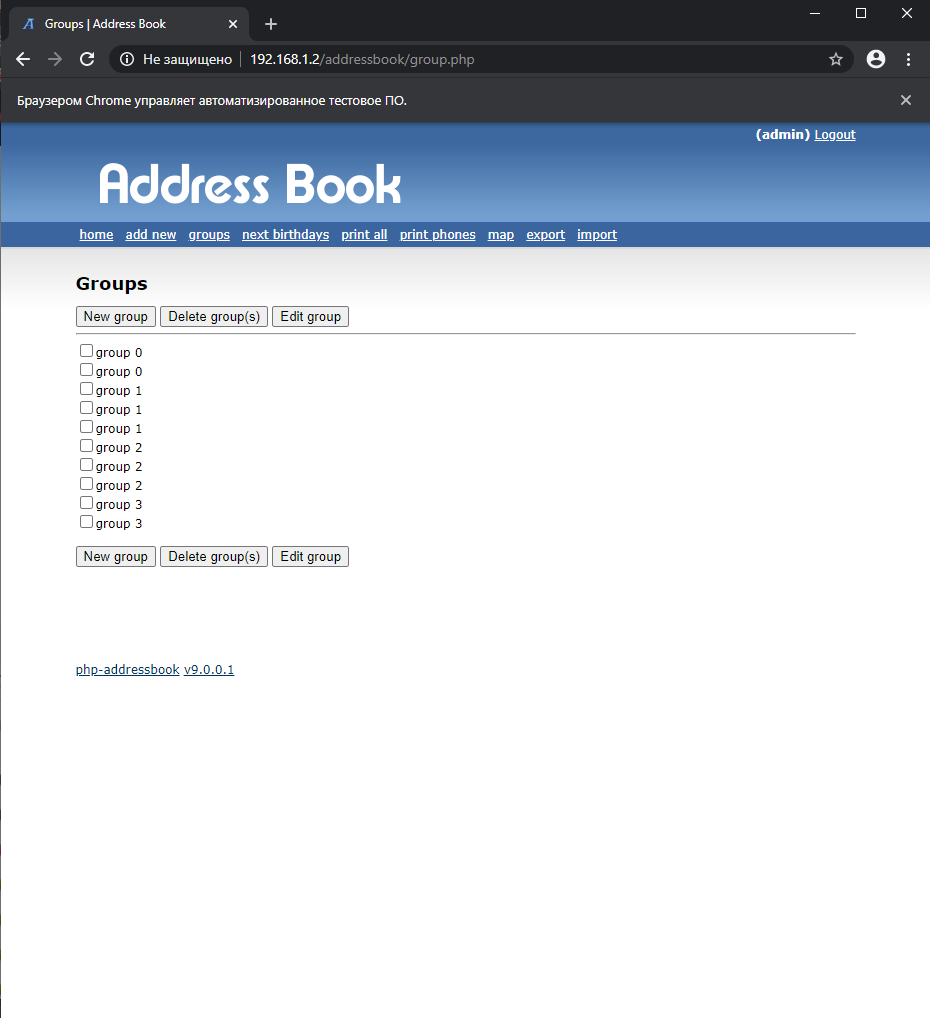 Groups | Address Book
Не защищено | 192.168.1.2/addressbook/group.php
Браузером Chrome управляет автоматизированное тестовое ПО.
(admin) Logout
Address Book
home add new groups next birthdays print all print phones map export import
Groups
New group Delete group(s) Edit group
group 0
group 0
group 1
group 1
group 1
group 2
group 2
group 2
group 3
group 3
New group Delete group(s) Edit group
php-addressbook v9.0.0.1